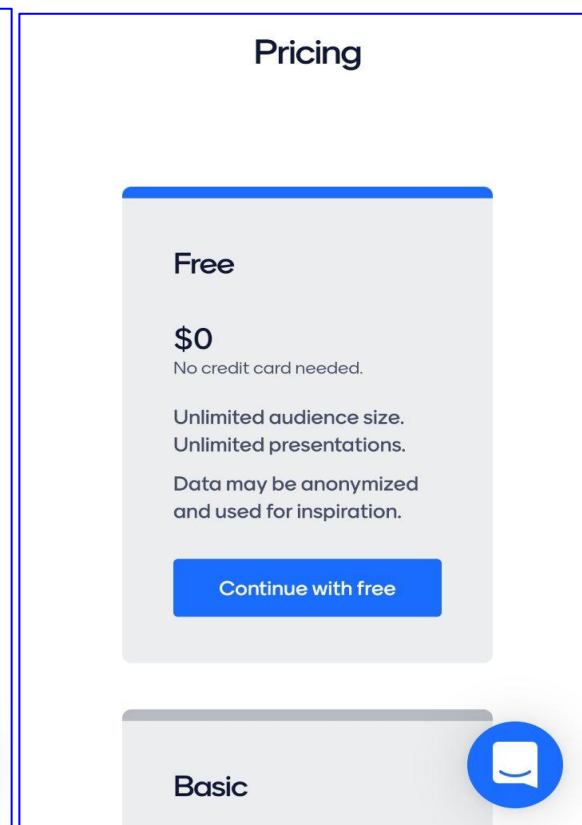 Pricing
Free
$0
No credit card needed.
Unlimited audience size.
Unlimited presentations.
Data may be anonymized
and used for inspiration.
Continue with free
Basic